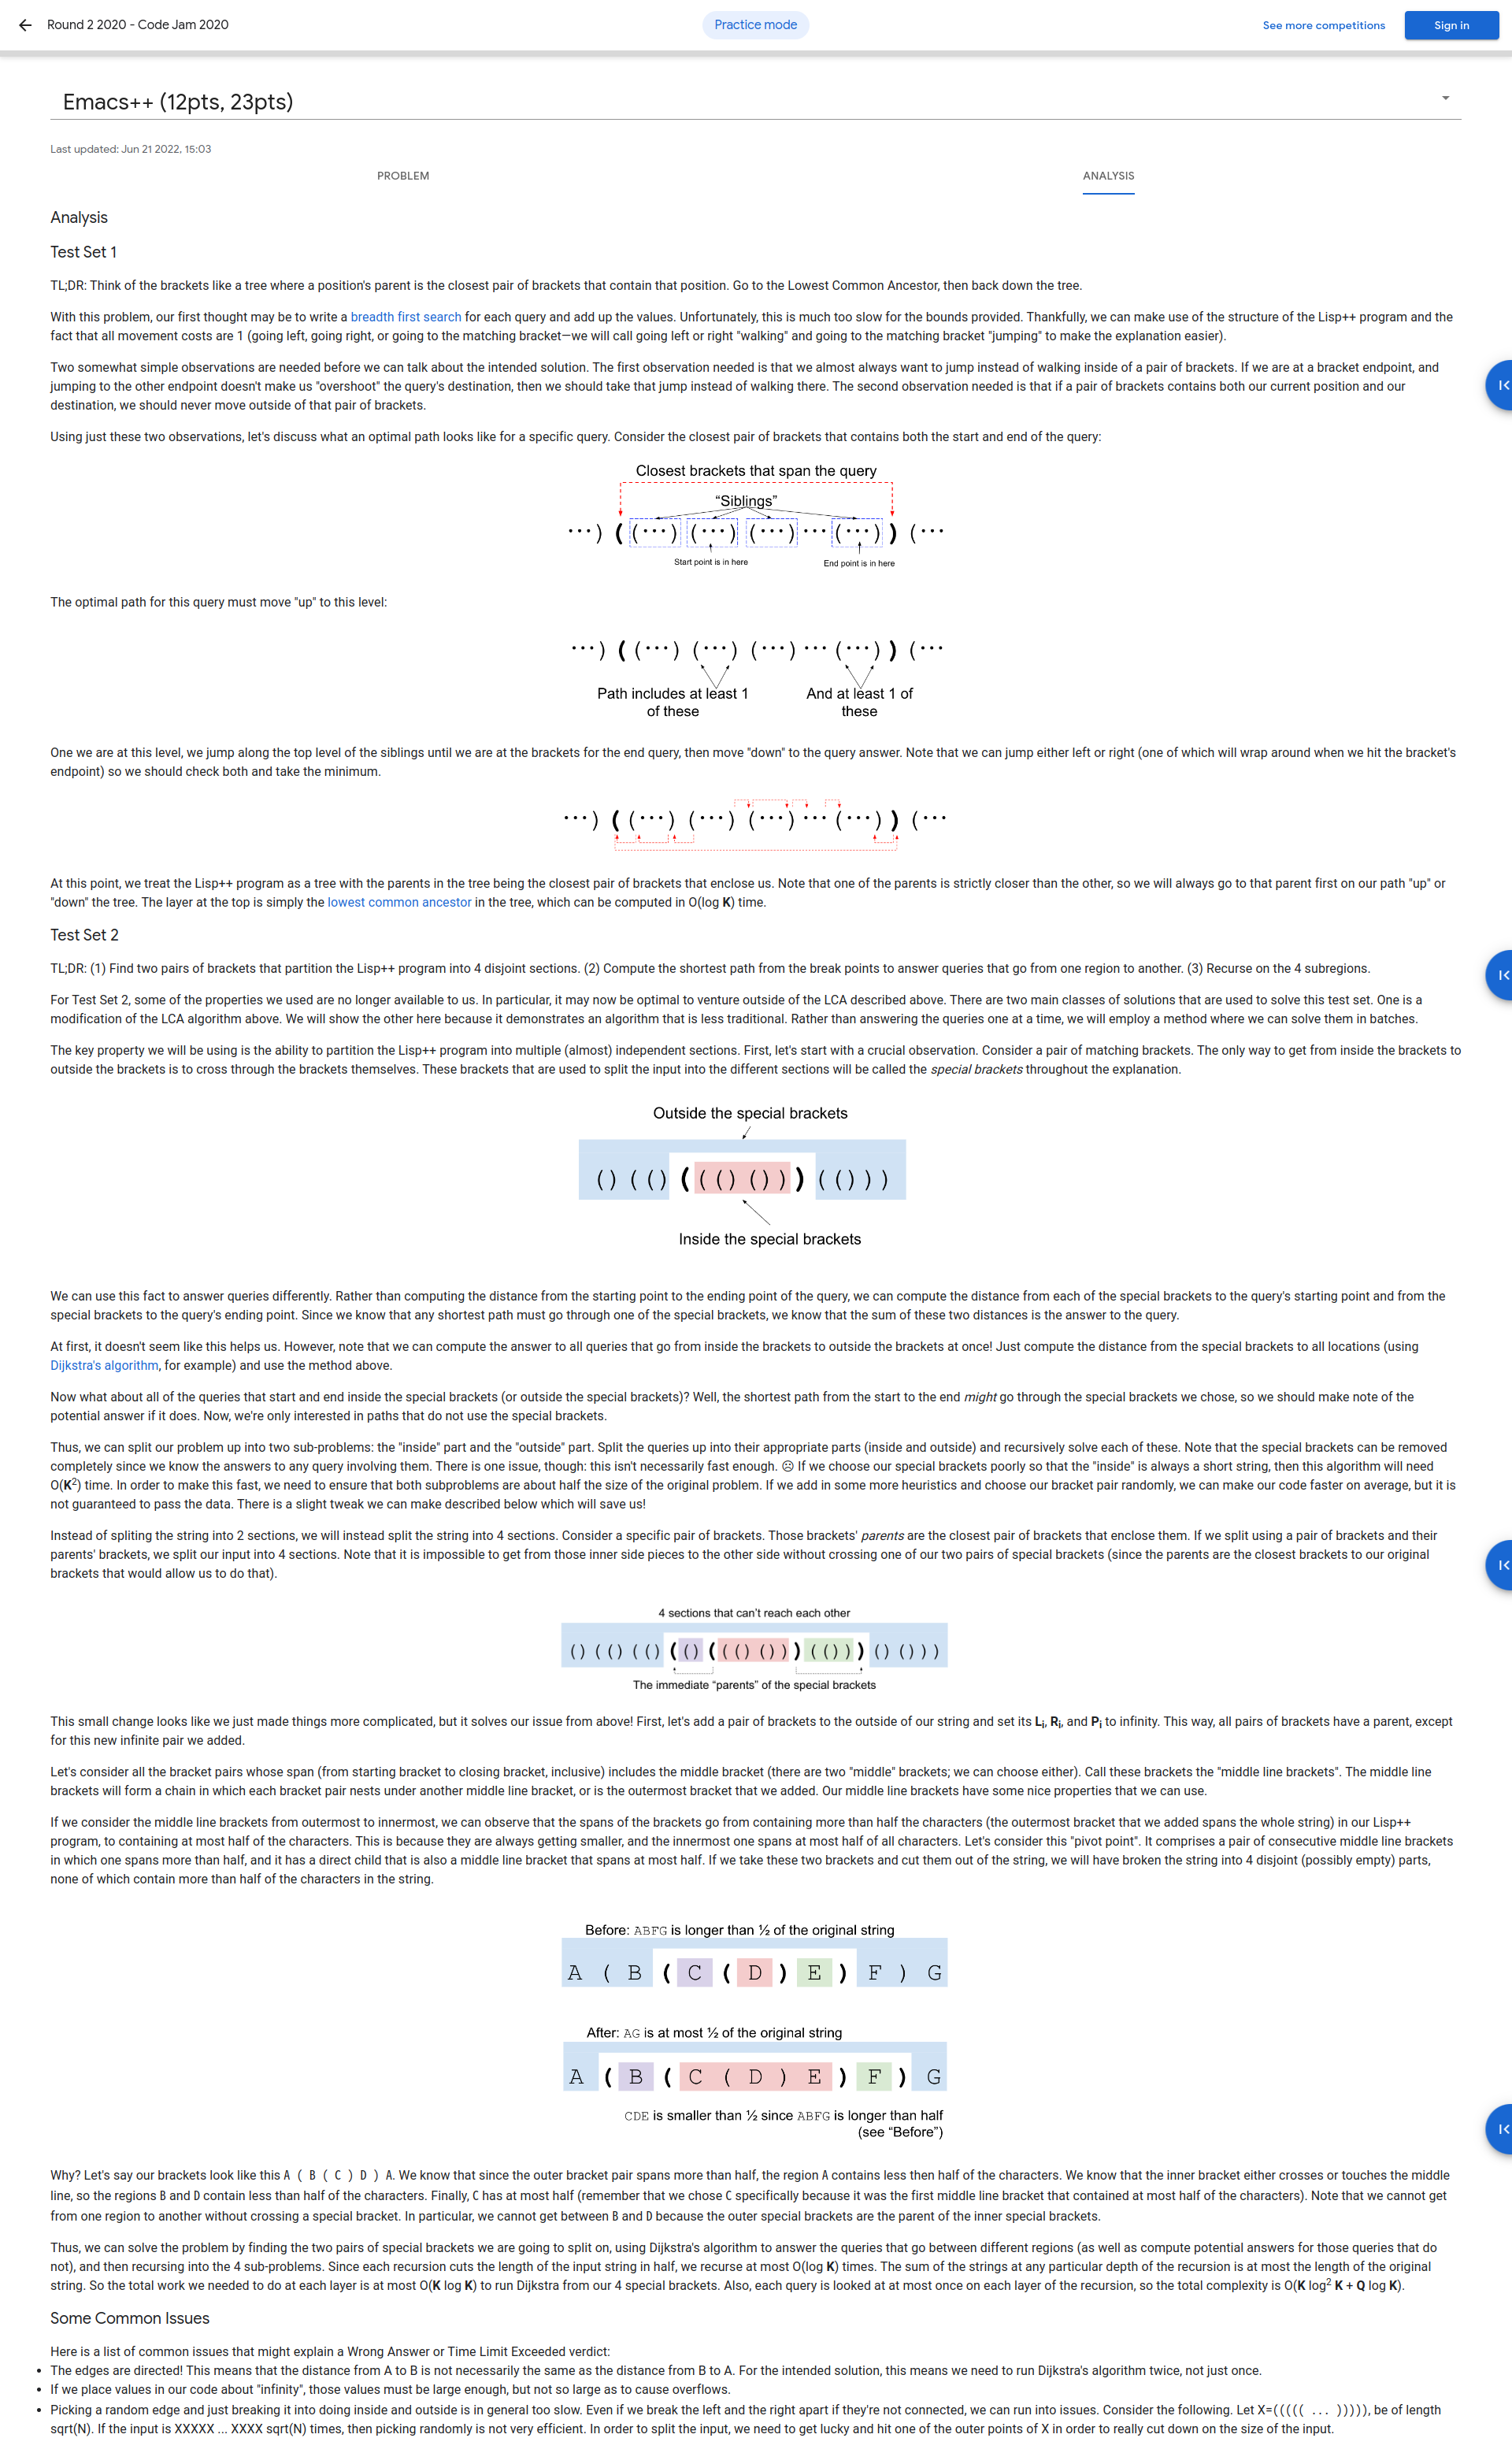 Round 2 2020 - Code Jam 2020
Practice mode
See more competitions
Sign in
Emacs++ (12pts, 23pts)
Last updated: Jun 21 2022, 15:03
PROBLEM
ANALYSIS
Analysis
Test Set 1
TL;DR: Think of the brackets like a tree where a position's parent is the closest pair of brackets that contain that position. Go to the Lowest Common Ancestor, then back down the tree.
With this problem, our first thought may be to write a breadth first search for each query and add up the values. Unfortunately, this is much too slow for the bounds provided. Thankfully, we can make use of the structure of the Lisp++ program and the
fact that all movement costs are 1 (going left, going right, or going to the matching bracket—we will call going left or right "walking" and going to the matching bracket "jumping" to make the explanation easier).
Two somewhat simple observations are needed before we can talk about the intended solution. The first observation needed is that we almost always want to jump instead of walking inside of a pair of brackets. If we are at a bracket endpoint, and
jumping to the other endpoint doesn't make us "overshoot" the query's destination, then we should take that jump instead of walking there. The second observation needed is that if a pair of brackets contains both our current position and our
destination, we should never move outside of that pair of brackets.
Using just these two observations, let's discuss what an optimal path looks like for a specific query. Consider the closest pair of brackets that contains both the start and end of the query:
Closest brackets that span the query
“Siblings”
···) ( (···) (···) (···) ··· (···) ) (···
Start point is in here
End point is in here
The optimal path for this query must move "up" to this level:
···) ( (···) (···) (···) ··· (···) ) (···
Path includes at least 1 And at least 1 of
of these these
One we are at this level, we jump along the top level of the siblings until we are at the brackets for the end query, then move "down" to the query answer. Note that we can jump either left or right (one of which will wrap around when we hit the bracket's
endpoint) so we should check both and take the minimum.
···) ( (···) (···) (···) ··· (···) ) (···
At this point, we treat the Lisp++ program as a tree with the parents in the tree being the closest pair of brackets that enclose us. Note that one of the parents is strictly closer than the other, so we will always go to that parent first on our path "up" or
"down" the tree. The layer at the top is simply the lowest common ancestor in the tree, which can be computed in O(log K) time.
Test Set 2
TL;DR: (1) Find two pairs of brackets that partition the Lisp++ program into 4 disjoint sections. (2) Compute the shortest path from the break points to answer queries that go from one region to another. (3) Recurse on the 4 subregions.
For Test Set 2, some of the properties we used are no longer available to us. In particular, it may now be optimal to venture outside of the LCA described above. There are two main classes of solutions that are used to solve this test set. One is a
modification of the LCA algorithm above. We will show the other here because it demonstrates an algorithm that is less traditional. Rather than answering the queries one at a time, we will employ a method where we can solve them in batches.
The key property we will be using is the ability to partition the Lisp++ program into multiple (almost) independent sections. First, let's start with a crucial observation. Consider a pair of matching brackets. The only way to get from inside the brackets to
outside the brackets is to cross through the brackets themselves. These brackets that are used to split the input into the different sections will be called the special brackets throughout the explanation.
Outside the special brackets
() (() ( (() ()) ) (()))
Inside the special brackets
We can use this fact to answer queries differently. Rather than computing the distance from the starting point to the ending point of the query, we can compute the distance from each of the special brackets to the query's starting point and from the
special brackets to the query's ending point. Since we know that any shortest path must go through one of the special brackets, we know that the sum of these two distances is the answer to the query.
At first, it doesn't seem like this helps us. However, note that we can compute the answer to all queries that go from inside the brackets to outside the brackets at once! Just compute the distance from the special brackets to all locations (using
Dijkstra's algorithm, for example) and use the method above.
Now what about all of the queries that start and end inside the special brackets (or outside the special brackets)? Well, the shortest path from the start to the end might go through the special brackets we chose, so we should make note of the
potential answer if it does. Now, we're only interested in paths that do not use the special brackets.
Thus, we can split our problem up into two sub-problems: the "inside" part and the "outside" part. Split the queries up into their appropriate parts (inside and outside) and recursively solve each of these. Note that the special brackets can be removed
completely since we know the answers to any query involving them. There is one issue, though: this isn't necessarily fast enough. ☹ If we choose our special brackets poorly so that the "inside" is always a short string, then this algorithm will need
O(K²) time. In order to make this fast, we need to ensure that both subproblems are about half the size of the original problem. If we add in some more heuristics and choose our bracket pair randomly, we can make our code faster on average, but it is
not guaranteed to pass the data. There is a slight tweak we can make described below which will save us!
Instead of spliting the string into 2 sections, we will instead split the string into 4 sections. Consider a specific pair of brackets. Those brackets' parents are the closest pair of brackets that enclose them. If we split using a pair of brackets and their
parents' brackets, we split our input into 4 sections. Note that it is impossible to get from those inner side pieces to the other side without crossing one of our two pairs of special brackets (since the parents are the closest brackets to our original
brackets that would allow us to do that).
4 sections that can't reach each other
() (() (() ( () ( (() ()) ) (()) ) () ()))
The immediate “parents” of the special brackets
This small change looks like we just made things more complicated, but it solves our issue from above! First, let's add a pair of brackets to the outside of our string and set its Li, Ri, and Pi to infinity. This way, all pairs of brackets have a parent, except
for this new infinite pair we added.
Let's consider all the bracket pairs whose span (from starting bracket to closing bracket, inclusive) includes the middle bracket (there are two "middle" brackets; we can choose either). Call these brackets the "middle line brackets". The middle line
brackets will form a chain in which each bracket pair nests under another middle line bracket, or is the outermost bracket that we added. Our middle line brackets have some nice properties that we can use.
If we consider the middle line brackets from outermost to innermost, we can observe that the spans of the brackets go from containing more than half the characters (the outermost bracket that we added spans the whole string) in our Lisp++
program, to containing at most half of the characters. This is because they are always getting smaller, and the innermost one spans at most half of all characters. Let's consider this "pivot point". It comprises a pair of consecutive middle line brackets
in which one spans more than half, and it has a direct child that is also a middle line bracket that spans at most half. If we take these two brackets and cut them out of the string, we will have broken the string into 4 disjoint (possibly empty) parts,
none of which contain more than half of the characters in the string.
Before: ABFG is longer than ½ of the original string
A ( B ( C ( D ) E ) F ) G
After: AG is at most ½ of the original string
A ( B ( C ( D ) E ) F ) G
CDE is smaller than ½ since ABFG is longer than half
(see “Before”)
Why? Let's say our brackets look like this A ( B ( C ) D ) A. We know that since the outer bracket pair spans more than half, the region A contains less then half of the characters. We know that the inner bracket either crosses or touches the middle
line, so the regions B and D contain less than half of the characters. Finally, C has at most half (remember that we chose C specifically because it was the first middle line bracket that contained at most half of the characters). Note that we cannot get
from one region to another without crossing a special bracket. In particular, we cannot get between B and D because the outer special brackets are the parent of the inner special brackets.
Thus, we can solve the problem by finding the two pairs of special brackets we are going to split on, using Dijkstra's algorithm to answer the queries that go between different regions (as well as compute potential answers for those queries that do
not), and then recursing into the 4 sub-problems. Since each recursion cuts the length of the input string in half, we recurse at most O(log K) times. The sum of the strings at any particular depth of the recursion is at most the length of the original
string. So the total work we needed to do at each layer is at most O(K log K) to run Dijkstra from our 4 special brackets. Also, each query is looked at at most once on each layer of the recursion, so the total complexity is O(K log² K + Q log K).
Some Common Issues
Here is a list of common issues that might explain a Wrong Answer or Time Limit Exceeded verdict:
• The edges are directed! This means that the distance from A to B is not necessarily the same as the distance from B to A. For the intended solution, this means we need to run Dijkstra's algorithm twice, not just once.
• If we place values in our code about "infinity", those values must be large enough, but not so large as to cause overflows.
• Picking a random edge and just breaking it into doing inside and outside is in general too slow. Even if we break the left and the right apart if they're not connected, we can run into issues. Consider the following. Let X=((((( ... ))))), be of length
sqrt(N). If the input is XXXXX ... XXXX sqrt(N) times, then picking randomly is not very efficient. In order to split the input, we need to get lucky and hit one of the outer points of X in order to really cut down on the size of the input.